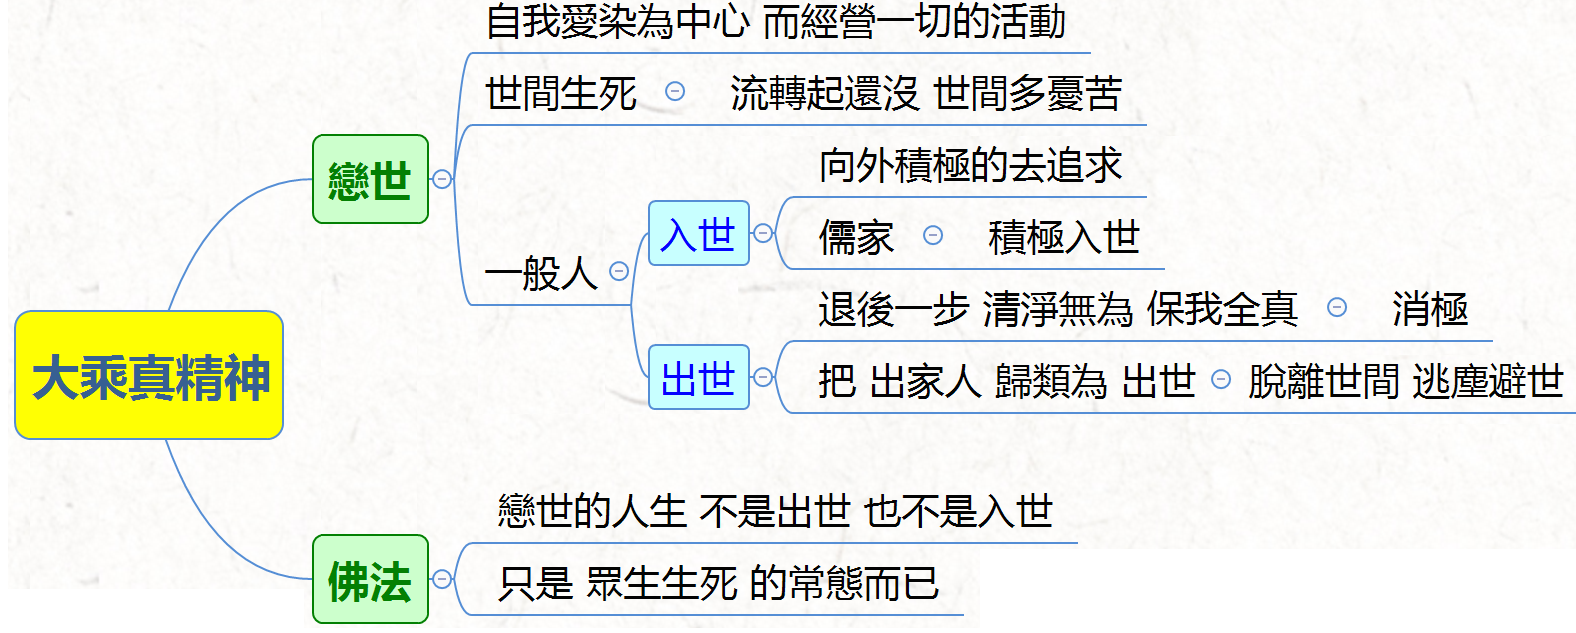 大乘真精神
戀世
自我愛染為中心 而經營一切的活動
世間生死
流轉起還沒 世間多憂苦
一般人
入世
向外積極的去追求
儒家
積極入世
出世
退後一步 清淨無為 保我全真
消極
把 出家人 歸類為 出世
脫離世間 逃塵避世
佛法
戀世的人生 不是出世 也不是入世
只是 眾生生死 的常態而已